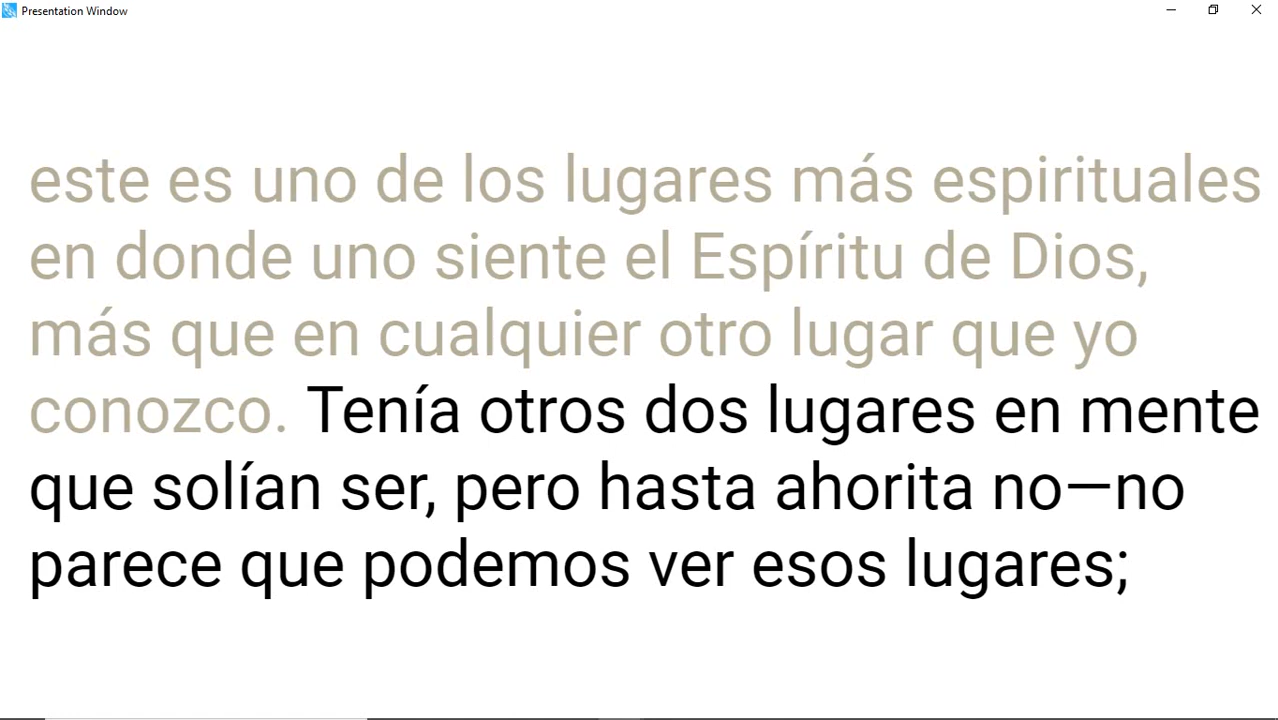 Presentation Window
este es uno de los lugares más espirituales
en donde uno siente el Espíritu de Dios,
más que en cualquier otro lugar que yo
conozco. Tenía otros dos lugares en mente
que solían ser, pero hasta ahorita no—no
parece que podemos ver esos lugares;